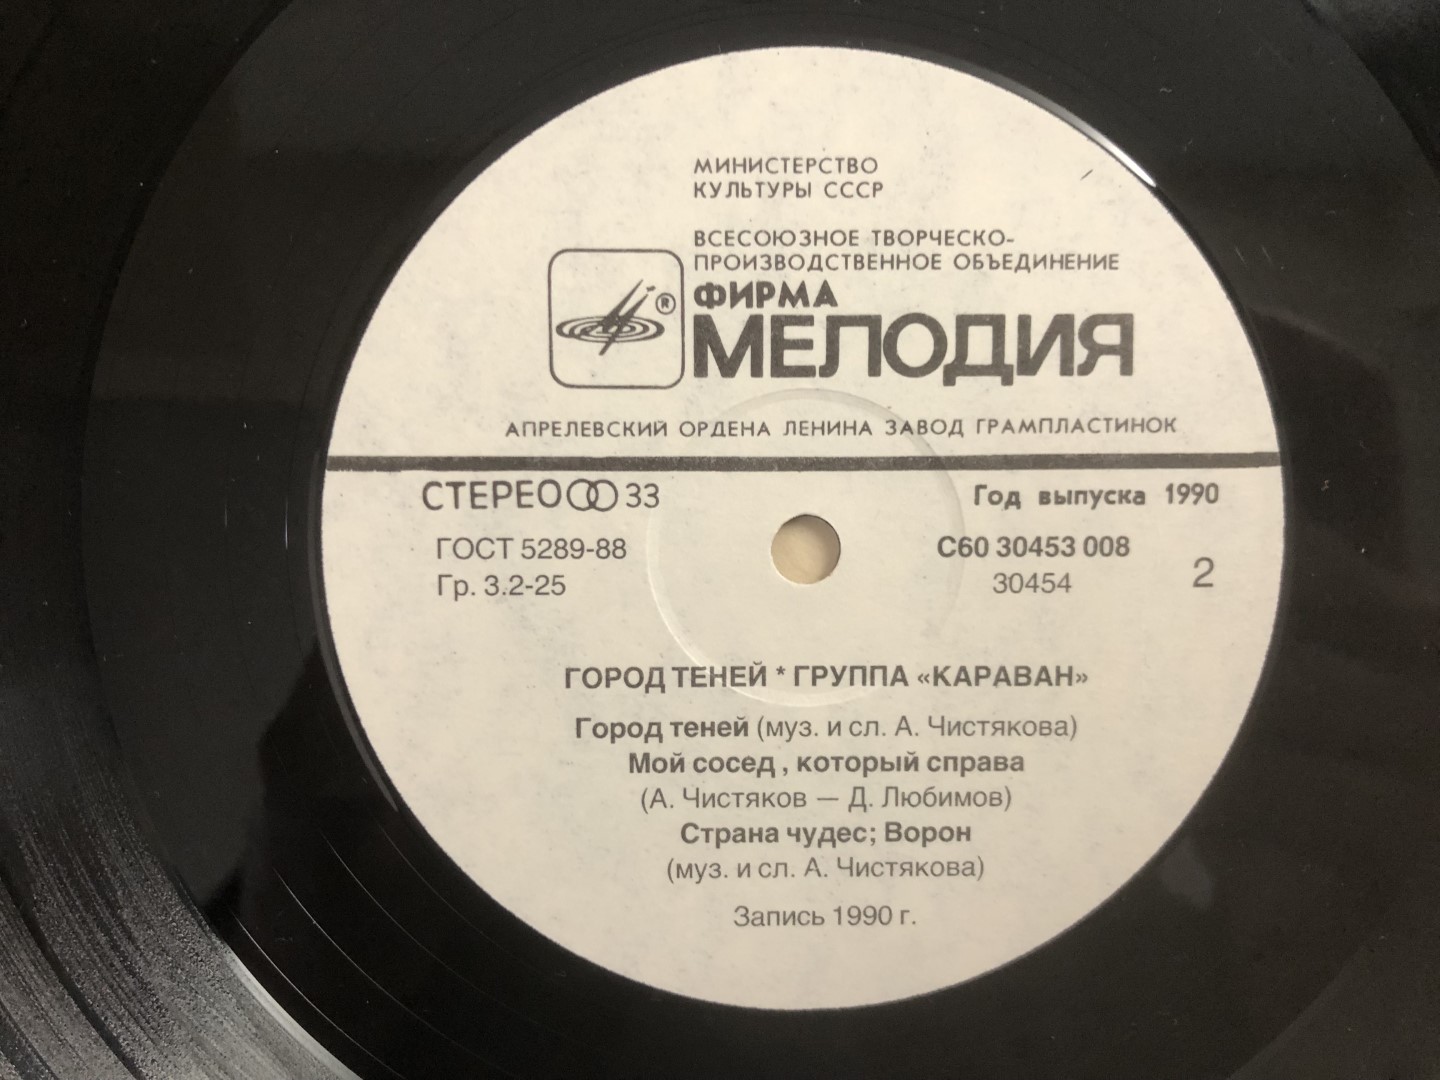 МИНИСТЕРСТВО
КУЛЬТУРЫ СССР
ВСЕСОЮЗНОЕ ТВОРЧЕСКО-
ПРОИЗВОДСТВЕННОЕ ОБЪЕДИНЕНИЕ
®
ФИРМА
МЕЛОДИЯ
АПРЕЛЕВСКИЙ ОРДЕНА ЛЕНИНА ЗАВОД ГРАМПЛАСТИНОК
СТЕРЕО 33
Год выпуска 1990
ГОСТ 5289-88
С60 30453 008
Гр. 3.2-25
30454
2
ГОРОД ТЕНЕЙ * ГРУППА «КАРАВАН»
Город теней (муз. и сл. А. Чистякова)
Мой сосед , который справа
(А. Чистяков — Д. Любимов)
Страна чудес; Ворон
(муз. и сл. А. Чистякова)
Запись 1990 г.